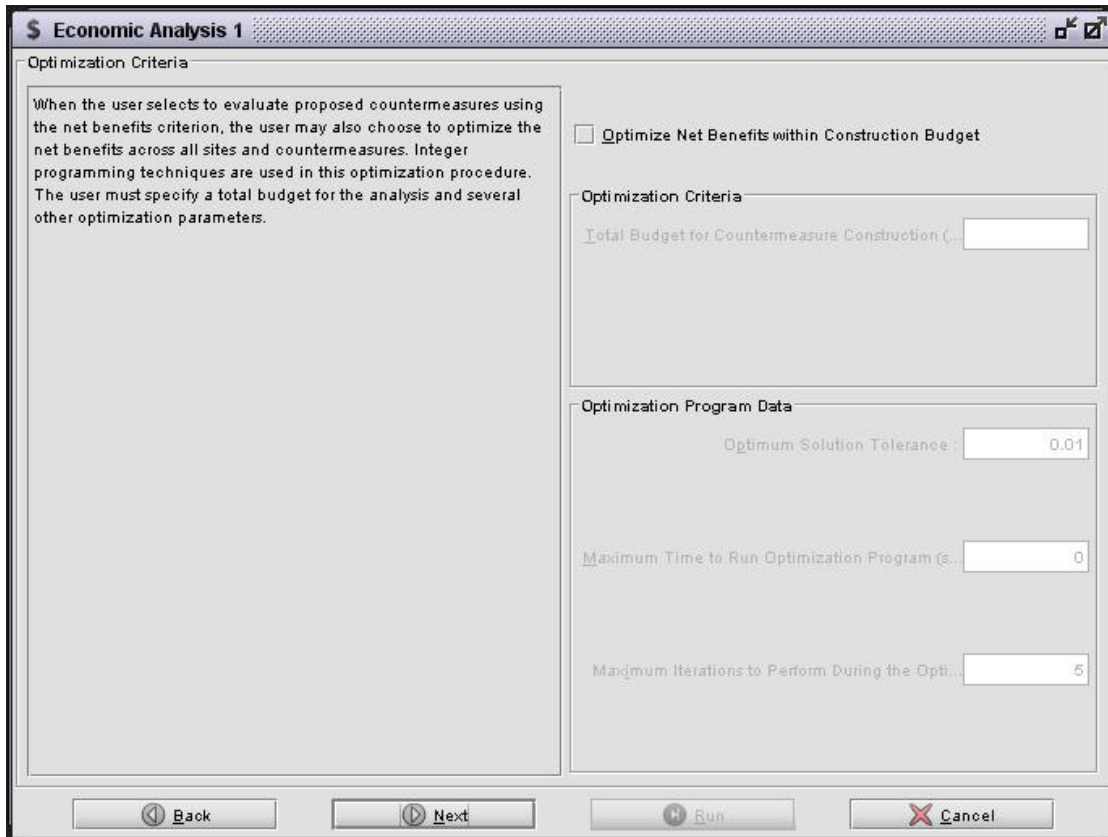 $ Economic Analysis 1
Optimization Criteria
When the user selects to evaluate proposed countermeasures using
the net benefits criterion, the user may also choose to optimize the
net benefits across all sites and countermeasures. Integer
programming techniques are used in this optimization procedure.
The user must specify a total budget for the analysis and several
other optimization parameters.
Optimize Net Benefits within Construction Budget
Optimization Criteria
Total Budget for Countermeasure Construction (...
Optimization Program Data
Optimum Solution Tolerance : 0.01
Maximum Time to Run Optimization Program (s... 0
Maximum Iterations to Perform During the Opti... 5
Back Next Run Cancel